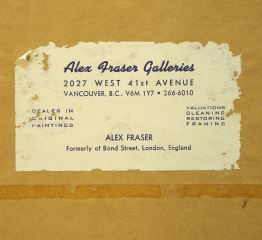 Alex Fraser Galleries
2027 WEST 41st AVENUE
VANCOUVER, B.C. V6M 1Y7 • 266-6010
DEALER IN
ORIGINAL
PAINTINGS
VALUATIONS
CLEANING
RESTORING
FRAMING
ALEX FRASER
Formerly of Bond Street, London, England